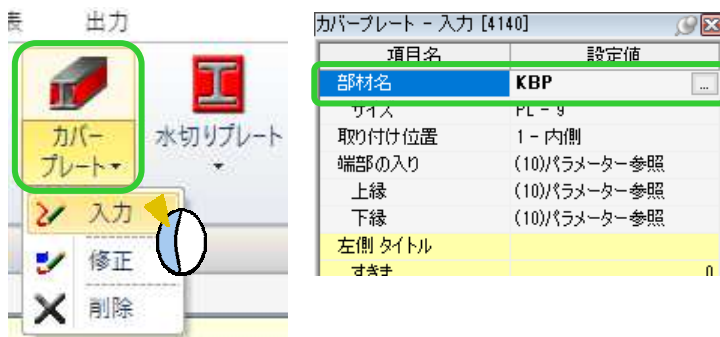 表 出力
カバー
プレート
水切りプレート
入力
修正
削除
カバープレート - 入力 [4140]
項目名 設定値
部材名 KBP ...
サイズ PL - 9
取り付け位置 1 - 内側
端部の入り (10)パラメーター参照
上縁 (10)パラメーター参照
下縁 (10)パラメーター参照
左側 タイトル
すきま 0